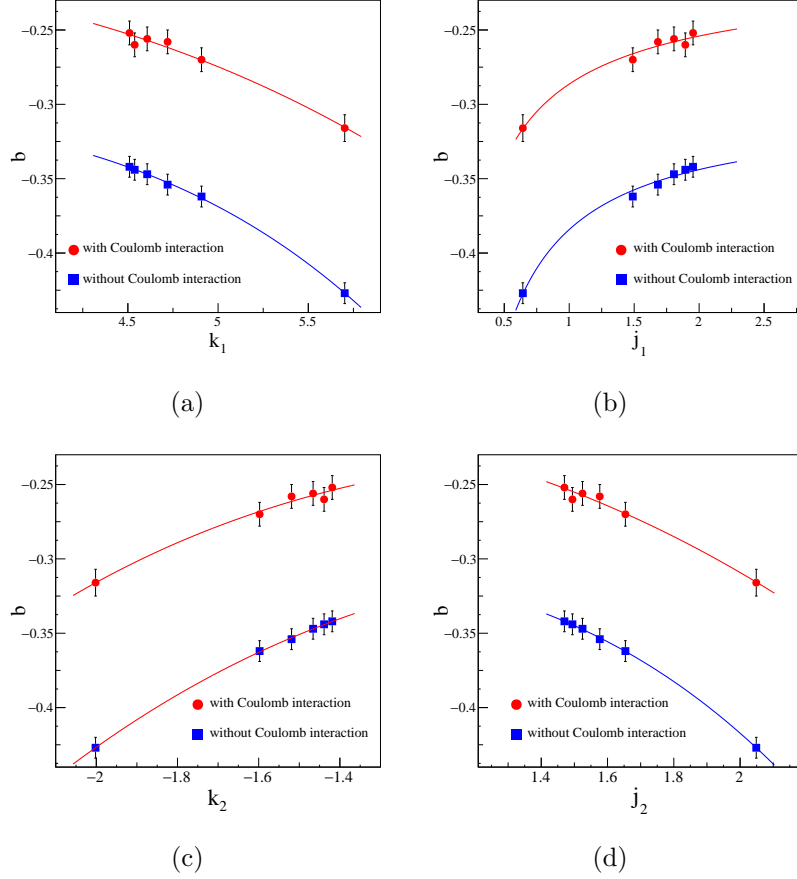 −0.25
−0.3
−0.35
−0.4
b
with Coulomb interaction
without Coulomb interaction
4.5 5 5.5
k1
(a)
−0.25
−0.3
−0.35
−0.4
b
with Coulomb interaction
without Coulomb interaction
0.5 1 1.5 2 2.5
j1
(b)
−0.25
−0.3
−0.35
−0.4
b
with Coulomb interaction
without Coulomb interaction
−2 −1.8 −1.6 −1.4
k2
(c)
−0.25
−0.3
−0.35
−0.4
b
with Coulomb interaction
without Coulomb interaction
1.4 1.6 1.8 2
j2
(d)